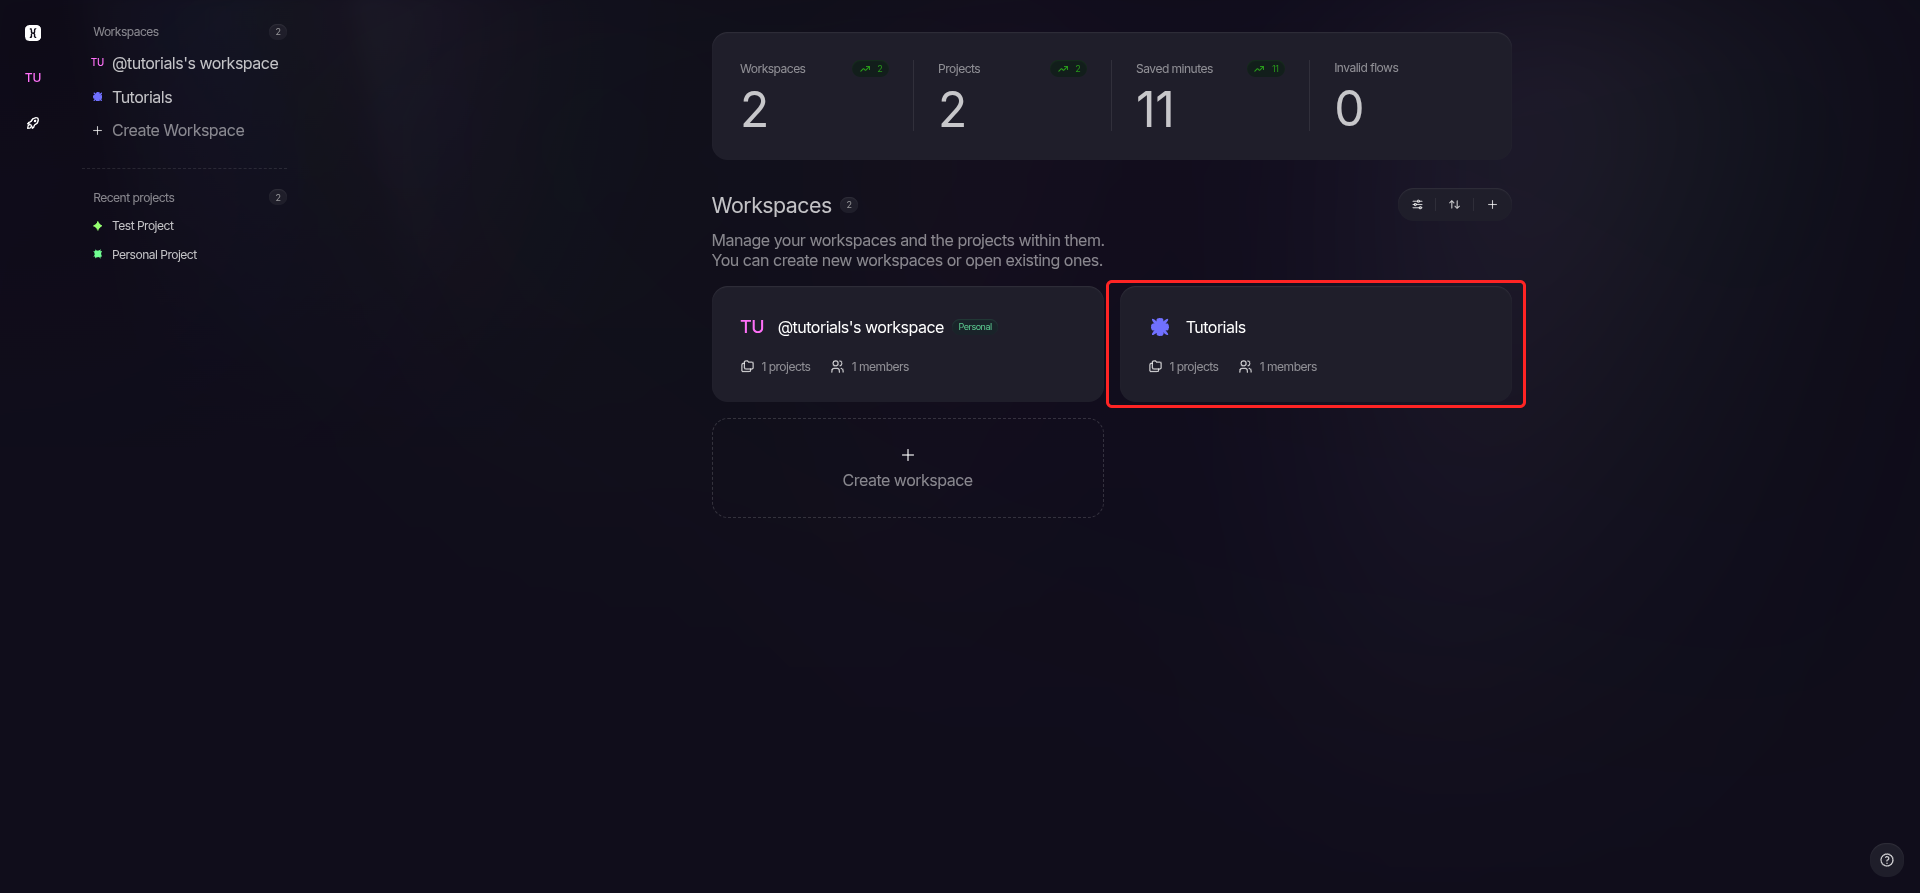 Workspaces 2
TU @tutorials's workspace
Tutorials
Create Workspace
Recent projects 2
Test Project
Personal Project
TU
Workspaces 2
2
Projects 2
2
Saved minutes 11
11
Invalid flows
0
Workspaces 2
Manage your workspaces and the projects within them.
You can create new workspaces or open existing ones.
TU @tutorials's workspace Personal
1 projects 1 members
Tutorials
1 projects 1 members
Create workspace